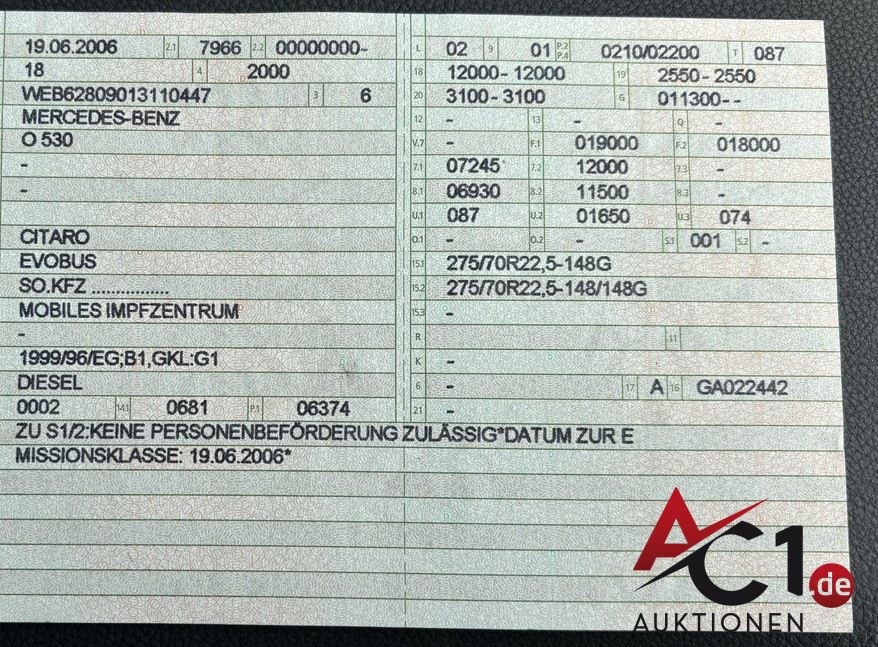 19.06.2006 2.1 7966 2.2 00000000-
18 4 2000
WEB62809013110447 3 6
MERCEDES-BENZ
O 530
-
-
CITARO
EVOBUS
SO.KFZ ................
MOBILES IMPFZENTRUM
-
1999/96/EG;B1,GKL:G1
DIESEL
0002 14.1 0681 P.1 06374
L 02 9 01 P.2 P.4 0210/02200 T 087
18 12000-12000 19 2550-2550
20 3100-3100 G 011300--
12 - 13 - Q -
V.7 - F.1 019000 F.2 018000
7.1 07245 7.2 12000 7.3 -
8.1 06930 8.2 11500 8.3 -
U.1 087 U.2 01650 U.3 074
O.1 - O.2 - S.1 001 S.2 -
15.1 275/70R22,5-148G
15.2 275/70R22,5-148/148G
15.3 -
R 11
K -
6 - 17 A 16 GA022442
21 -
ZU S1/2:KEINE PERSONENBEFÖRDERUNG ZULÄSSIG*DATUM ZUR E
MISSIONSKLASSE: 19.06.2006*
AC1.de
AUKTIONEN